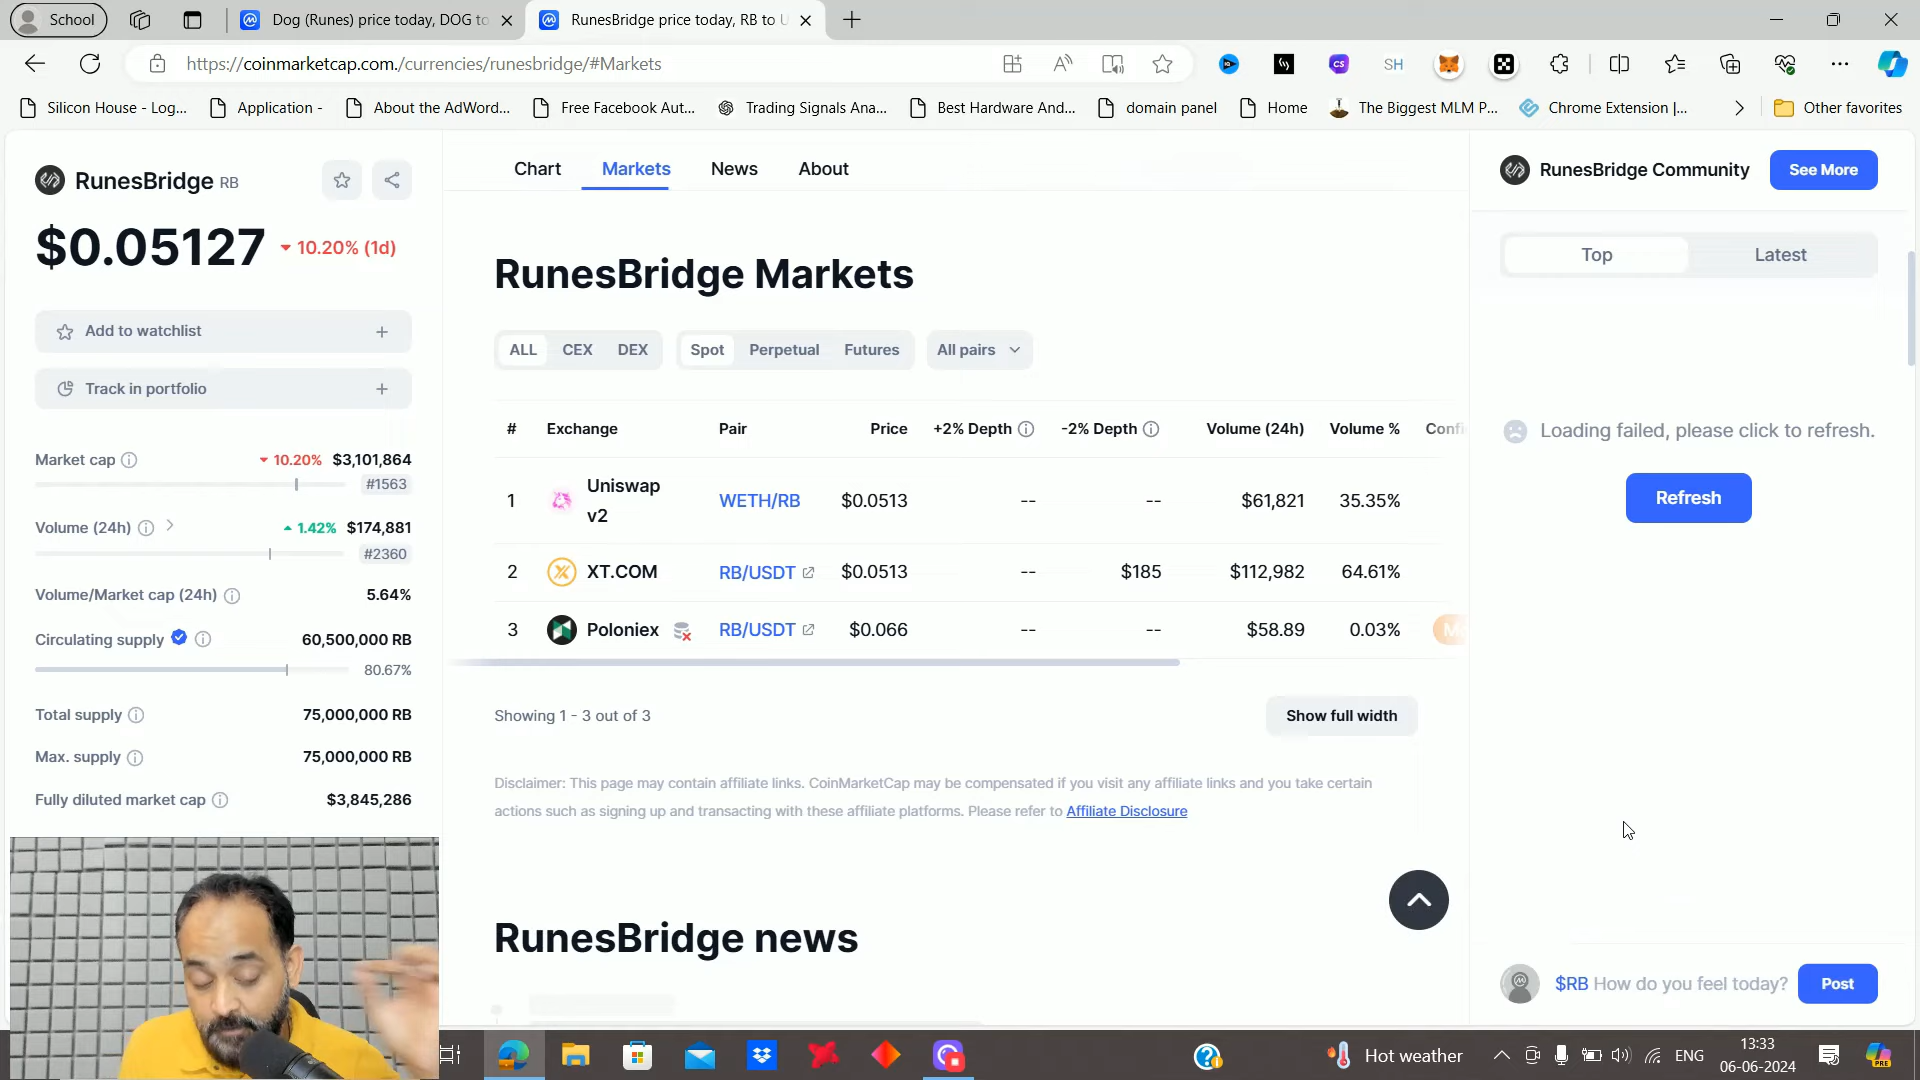 School
Dog (Runes) price today, DOG to
RunesBridge price today, RB to U
https://coinmarketcap.com./currencies/runesbridge/#Markets
Silicon House - Log...
Application -
About the AdWord...
Free Facebook Aut...
Trading Signals Ana...
Best Hardware And...
domain panel
Home
The Biggest MLM P...
Chrome Extension |...
Other favorites
RunesBridge RB
$0.05127
10.20% (1d)
Add to watchlist
Track in portfolio
Market cap
10.20% $3,101,864
#1563
Volume (24h)
1.42% $174,881
#2360
Volume/Market cap (24h)
5.64%
Circulating supply
60,500,000 RB
80.67%
Total supply
75,000,000 RB
Max. supply
75,000,000 RB
Fully diluted market cap
$3,845,286
Chart
Markets
News
About
RunesBridge Markets
ALL
CEX
DEX
Spot
Perpetual
Futures
All pairs
# Exchange Pair Price +2% Depth -2% Depth Volume (24h) Volume % Confi
1 Uniswap v2 WETH/RB $0.0513 -- -- $61,821 35.35%
2 XT.COM RB/USDT $0.0513 -- $185 $112,982 64.61%
3 Poloniex RB/USDT $0.066 -- -- $58.89 0.03% Mo
Showing 1 - 3 out of 3
Show full width
Disclaimer: This page may contain affiliate links. CoinMarketCap may be compensated if you visit any affiliate links and you take certain
actions such as signing up and transacting with these affiliate platforms. Please refer to Affiliate Disclosure
RunesBridge news
RunesBridge Community
See More
Top
Latest
Loading failed, please click to refresh.
Refresh
$RB How do you feel today?
Post
Hot weather
ENG
13:33
06-06-2024